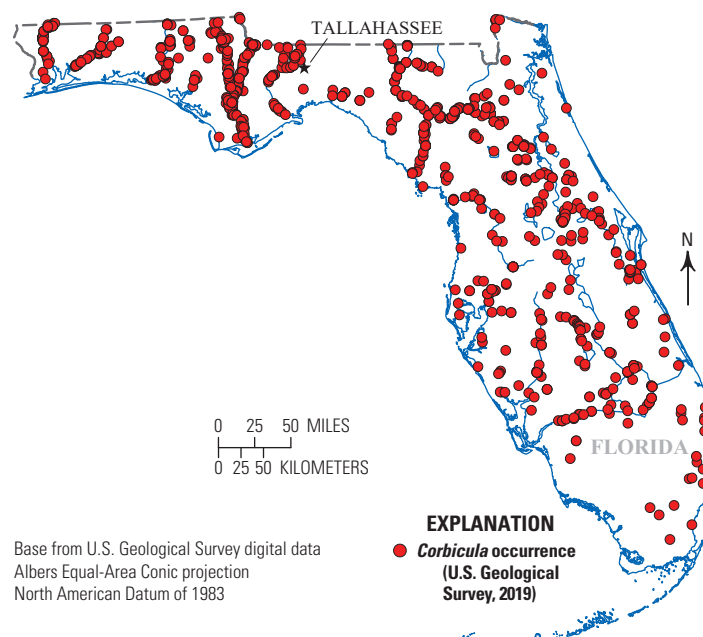 TALLAHASSEE
N
0 25 50 MILES
0 25 50 KILOMETERS
FLORIDA
EXPLANATION
Corbicula occurrence
(U.S. Geological
Survey, 2019)
Base from U.S. Geological Survey digital data
Albers Equal-Area Conic projection
North American Datum of 1983